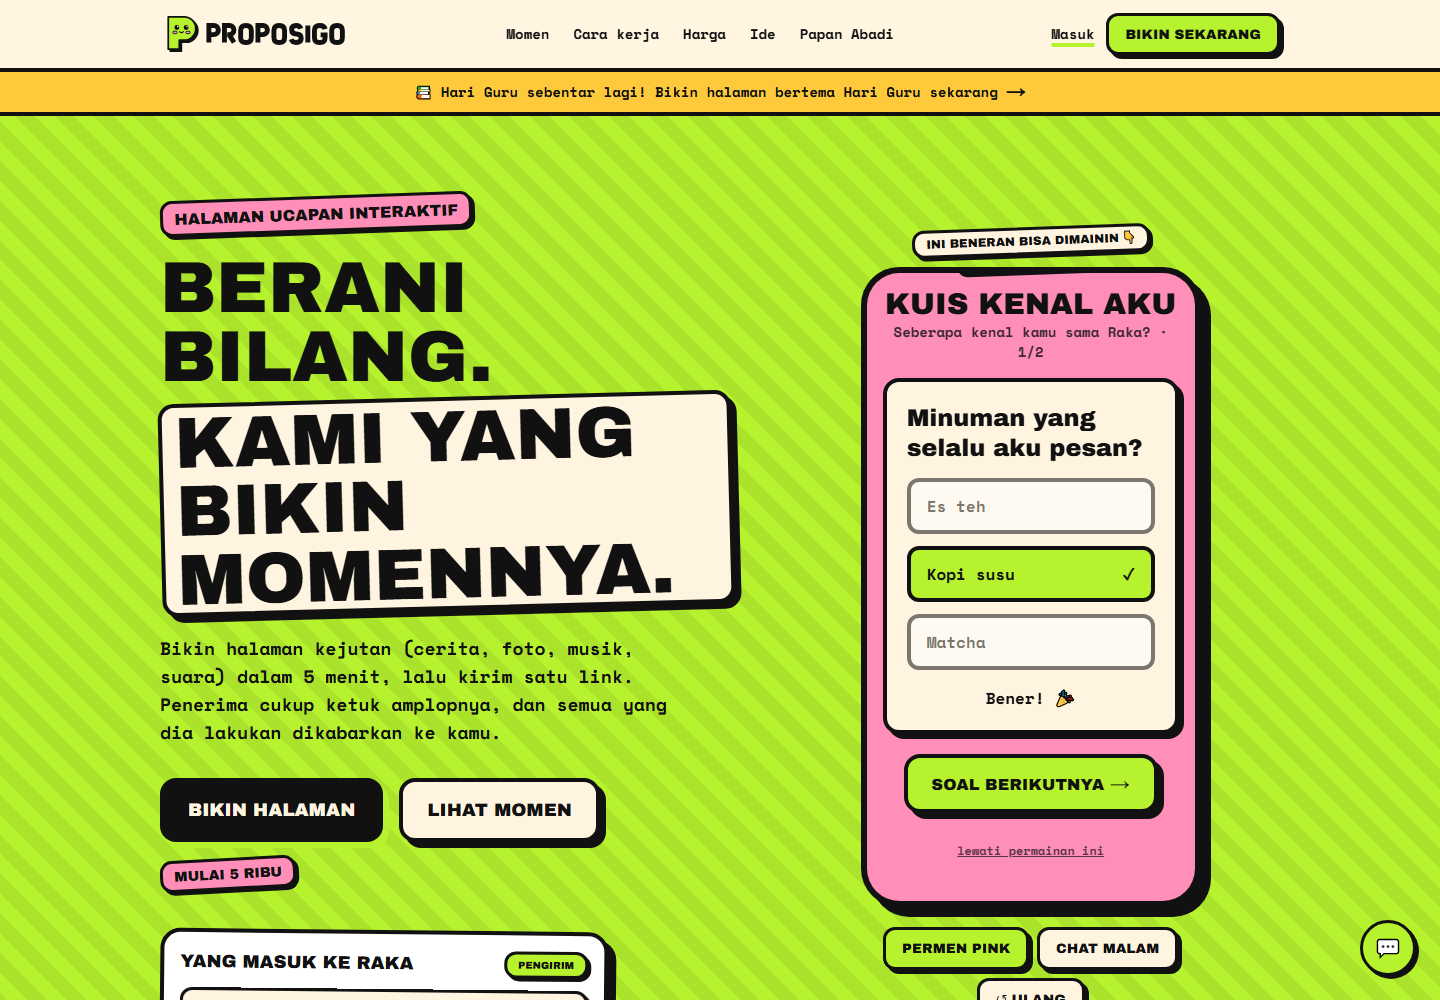 PROPOSIGO
Momen Cara kerja Harga Ide Papan Abadi
Masuk BIKIN SEKARANG
📚 Hari Guru sebentar lagi! Bikin halaman bertema Hari Guru sekarang →
HALAMAN UCAPAN INTERAKTIF
BERANI
BILANG.
KAMI YANG
BIKIN
MOMENNYA.
Bikin halaman kejutan (cerita, foto, musik,
suara) dalam 5 menit, lalu kirim satu link.
Penerima cukup ketuk amplopnya, dan semua yang
dia lakukan dikabarkan ke kamu.
BIKIN HALAMAN LIHAT MOMEN
MULAI 5 RIBU
YANG MASUK KE RAKA
PENGIRIM
INI BENERAN BISA DIMAININ 👇
KUIS KENAL AKU
Seberapa kenal kamu sama Raka? ·
1/2
Minuman yang
selalu aku pesan?
Es teh
Kopi susu ✓
Matcha
Bener! 🎉
SOAL BERIKUTNYA →
lewati permainan ini
PERMEN PINK CHAT MALAM
↺ ULANG